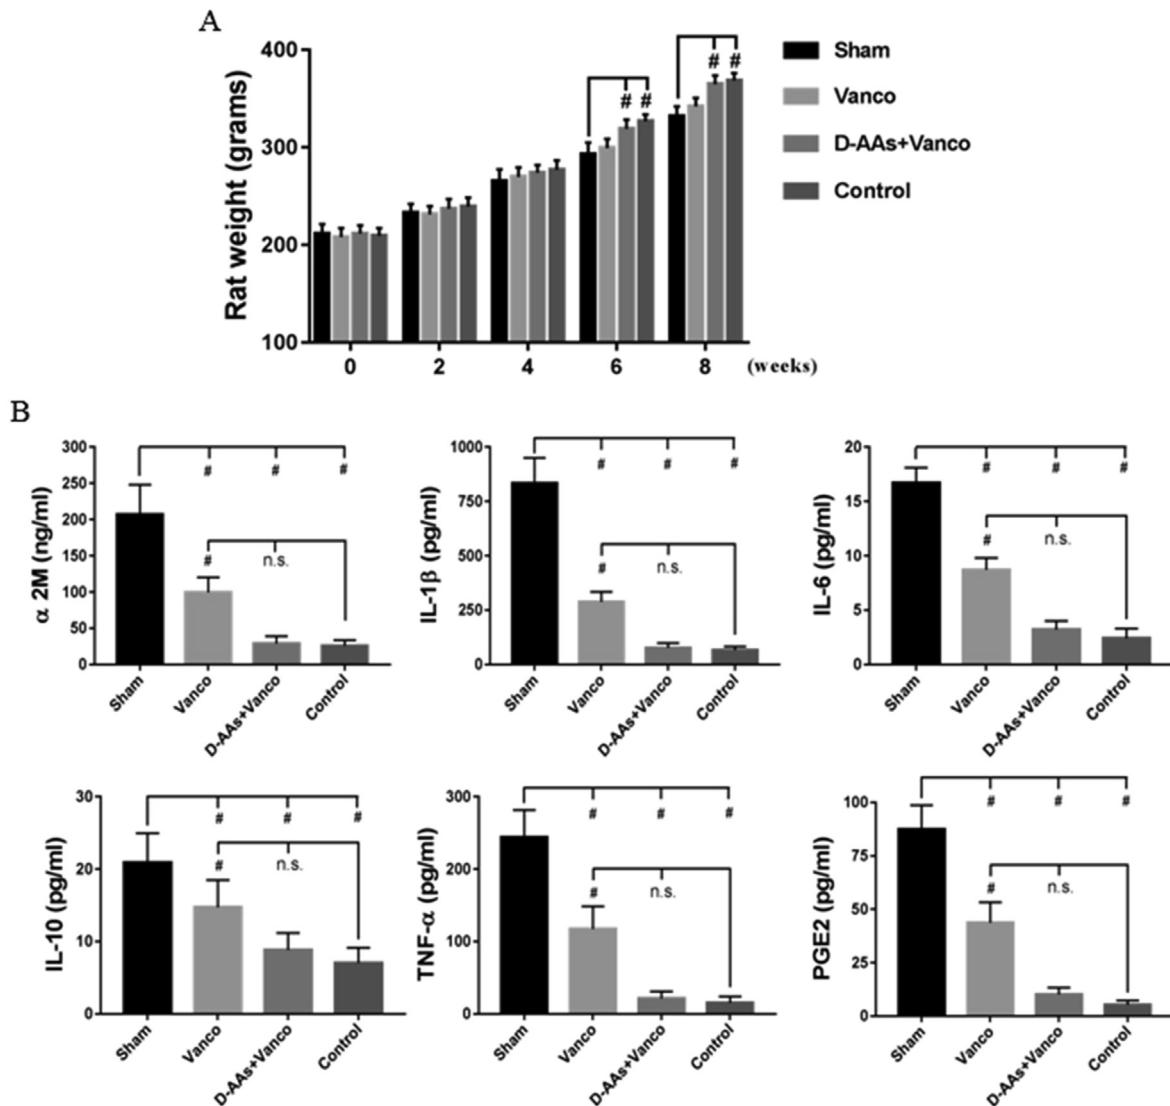 A
Rat weight (grams)
400
300
200
100
# #
# #
0 2 4 6 8 (weeks)
Sham
Vanco
D-AAs+Vanco
Control
B
α 2M (ng/ml)
300
250
200
150
100
50
0
# # #
# n.s.
Sham Vanco D-AAs+Vanco Control
IL-1β (pg/ml)
1000
750
500
250
0
# # #
# n.s.
Sham Vanco D-AAs+Vanco Control
IL-6 (pg/ml)
20
15
10
5
0
# # #
# n.s.
Sham Vanco D-AAs+Vanco Control
IL-10 (pg/ml)
30
20
10
0
# # #
# n.s.
Sham Vanco D-AAs+Vanco Control
TNF-α (pg/ml)
300
200
100
0
# # #
# n.s.
Sham Vanco D-AAs+Vanco Control
PGE2 (pg/ml)
100
75
50
25
0
# # #
# n.s.
Sham Vanco D-AAs+Vanco Control